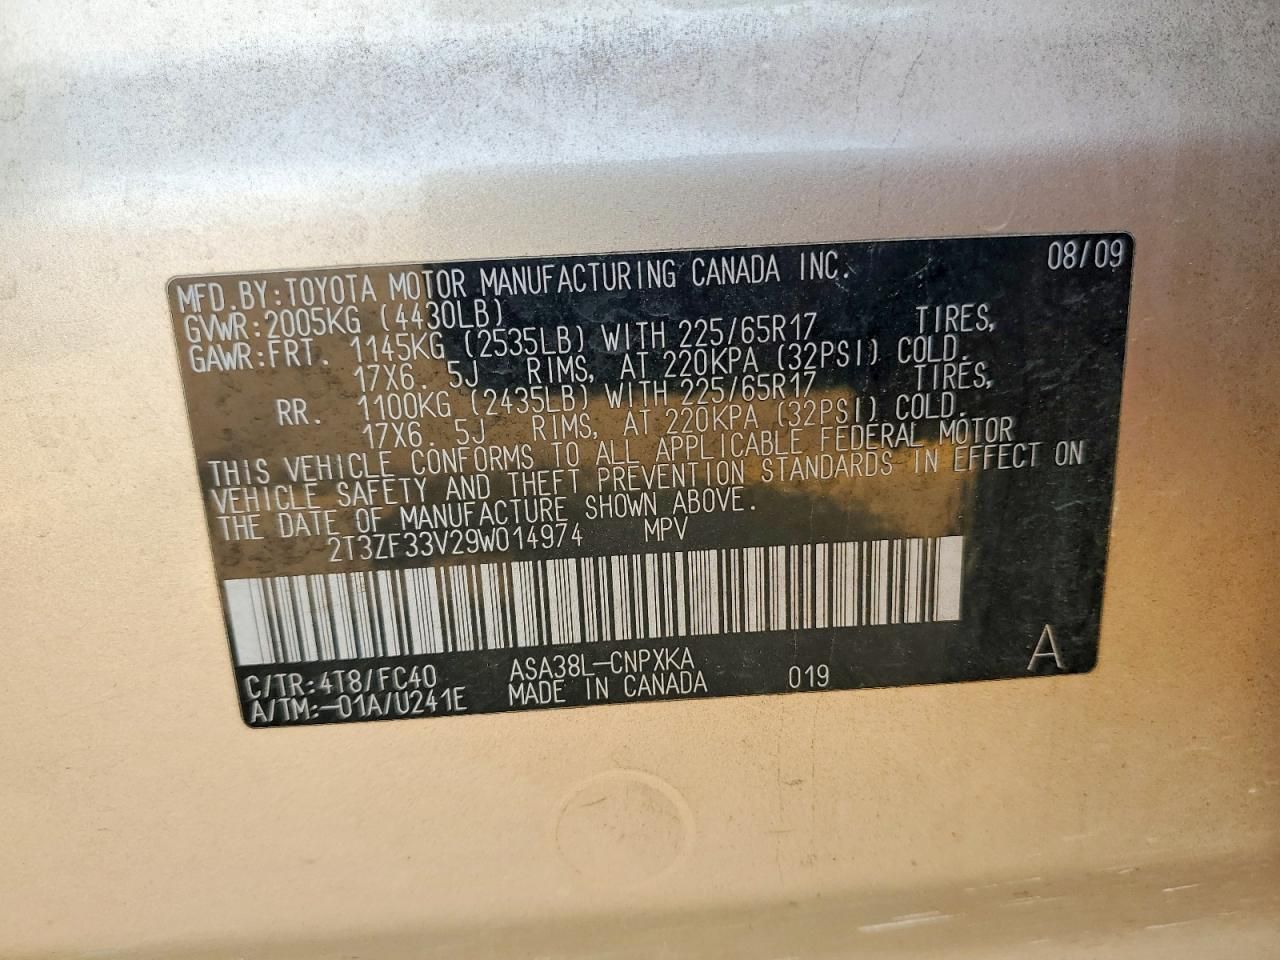 MFD.BY:TOYOTA MOTOR MANUFACTURING CANADA INC. 08/09
GVWR:2005KG (4430LB)
GAWR:FRT. 1145KG (2535LB) WITH 225/65R17 TIRES,
17X6. 5J RIMS, AT 220KPA (32PSI) COLD.
RR. 1100KG (2435LB) WITH 225/65R17 TIRES,
17X6. 5J RIMS, AT 220KPA (32PSI) COLD.
THIS VEHICLE CONFORMS TO ALL APPLICABLE FEDERAL MOTOR
VEHICLE SAFETY AND THEFT PREVENTION STANDARDS IN EFFECT ON
THE DATE OF MANUFACTURE SHOWN ABOVE.
2T3ZF33V29W014974 MPV
C/TR:4T8/FC40 ASA38L-CNPXKA
A/TM:-01A/U241E MADE IN CANADA 019 A